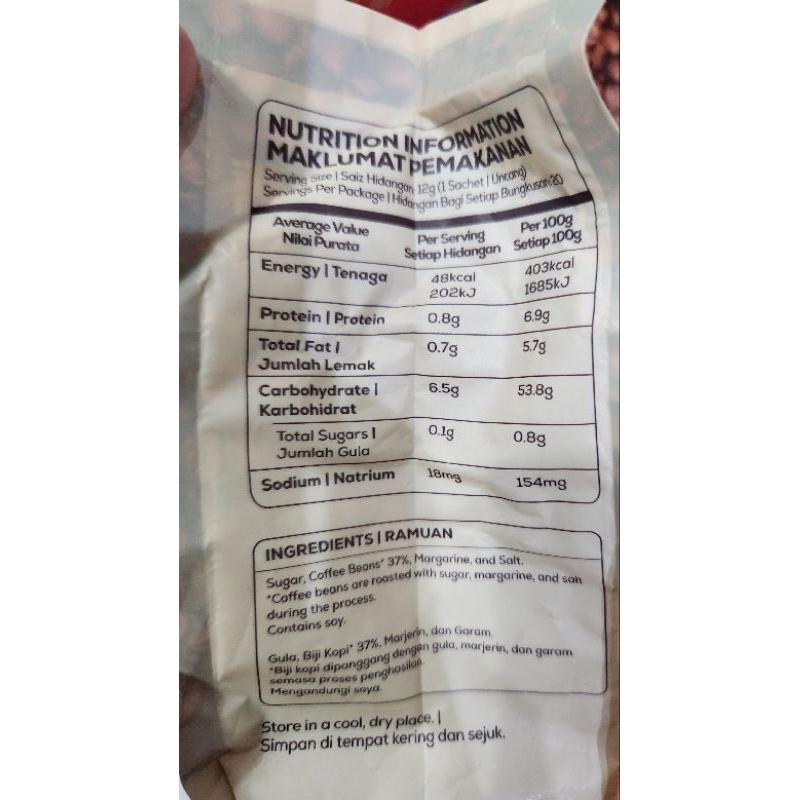 NUTRITION INFORMATION
MAKLUMAT PEMAKANAN
Serving size | Saiz Hidangan 12g (1 Sachet | Uncang)
Servings Per Package | Hidangan Bagi Setiap Bungkusan 20
Average Value Per Serving Per 100g
Nilai Purata Setiap Hidangan Setiap 100g
Energy | Tenaga 48kcal 403kcal
202kJ 1685kJ
Protein | Protein 0.8g 6.9g
Total Fat | 0.7g 5.7g
Jumlah Lemak
Carbohydrate | 6.5g 53.8g
Karbohidrat
Total Sugars | 0.1g 0.8g
Jumlah Gula
Sodium | Natrium 18mg 154mg
INGREDIENTS | RAMUAN
Sugar, Coffee Beans* 37%, Margarine, and Salt.
*Coffee beans are roasted with sugar, margarine, and salt
during the process.
Contains soy.
Gula, Biji Kopi* 37%, Marjerin, dan Garam.
*Biji kopi dipanggang dengan gula, marjerin, dan garam
semasa proses penghasilan.
Mengandungi soya.
Store in a cool, dry place. |
Simpan di tempat kering dan sejuk.